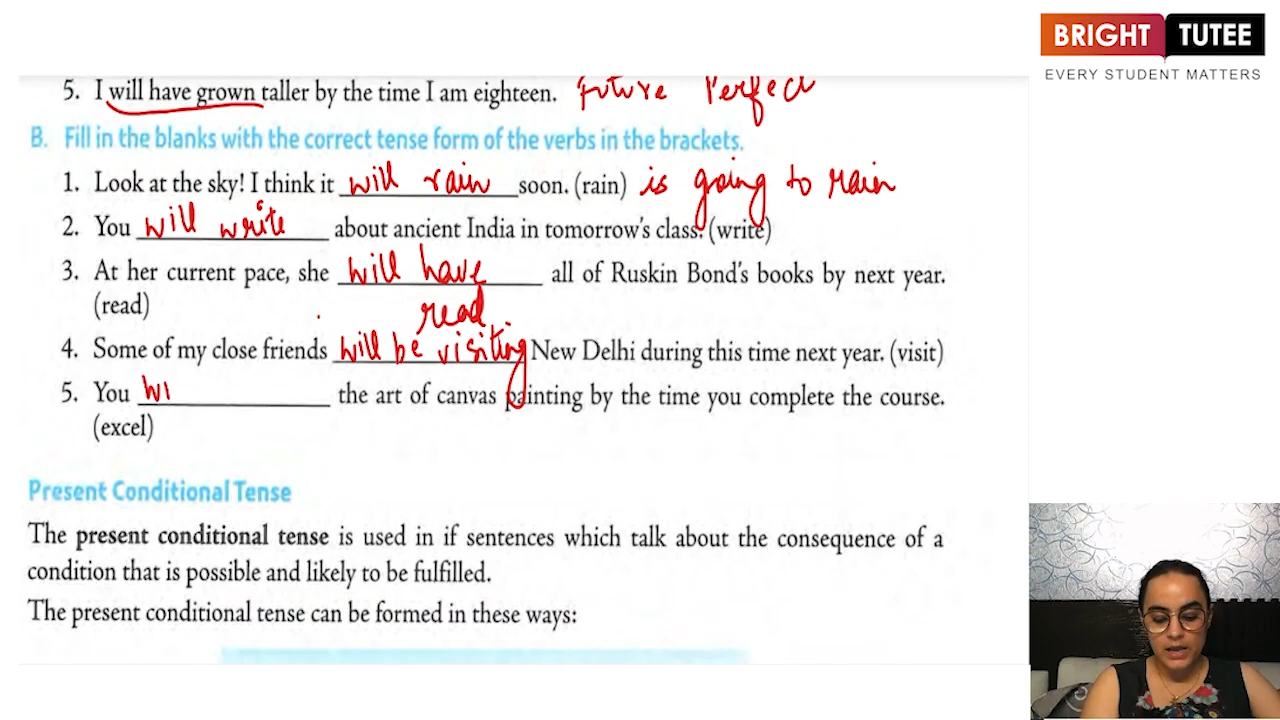 BRIGHT TUTEE
EVERY STUDENT MATTERS
5. I will have grown taller by the time I am eighteen. Future Perfect
B. Fill in the blanks with the correct tense form of the verbs in the brackets.
1. Look at the sky! I think it will rain soon. (rain) is going to rain
2. You will write about ancient India in tomorrow's class. (write)
3. At her current pace, she will have all of Ruskin Bond's books by next year.
(read) read
4. Some of my close friends will be visiting New Delhi during this time next year. (visit)
5. You wi the art of canvas painting by the time you complete the course.
(excel)
Present Conditional Tense
The present conditional tense is used in if sentences which talk about the consequence of a
condition that is possible and likely to be fulfilled.
The present conditional tense can be formed in these ways: